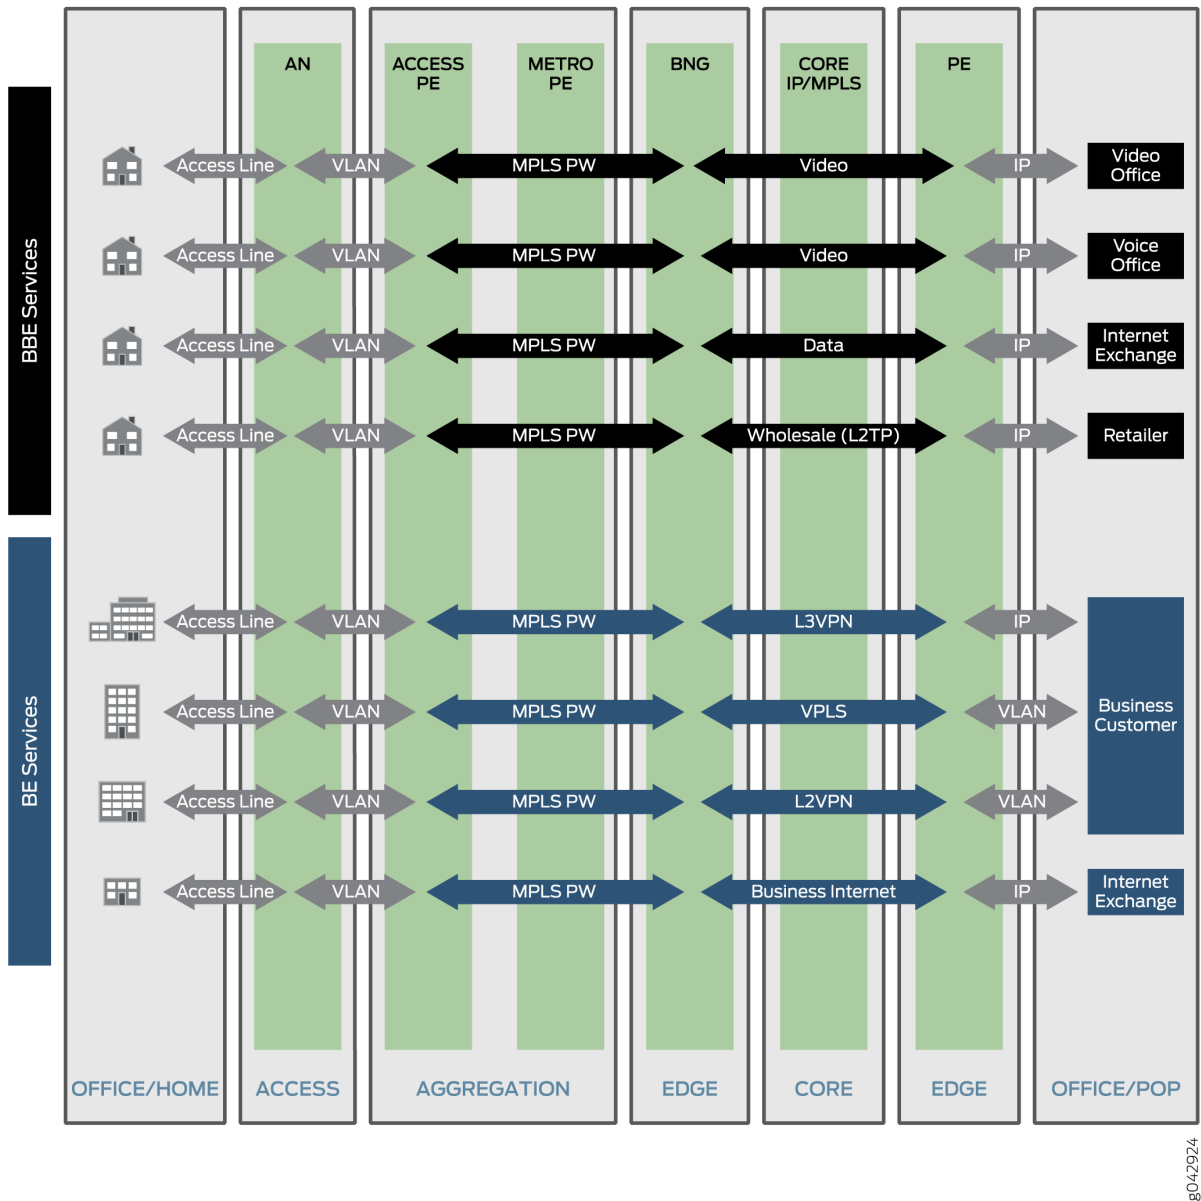 AN
ACCESS
PE
METRO
PE
BNG
CORE
IP/MPLS
PE
BBE Services
Access Line
VLAN
MPLS PW
Video
IP
Video
Office
Access Line
VLAN
MPLS PW
Video
IP
Voice
Office
Access Line
VLAN
MPLS PW
Data
IP
Internet
Exchange
Access Line
VLAN
MPLS PW
Wholesale (L2TP)
IP
Retailer
BE Services
Access Line
VLAN
MPLS PW
L3VPN
IP
Access Line
VLAN
MPLS PW
VPLS
VLAN
Business
Customer
Access Line
VLAN
MPLS PW
L2VPN
VLAN
Access Line
VLAN
MPLS PW
Business Internet
IP
Internet
Exchange
OFFICE/HOME
ACCESS
AGGREGATION
EDGE
CORE
EDGE
OFFICE/POP
g042924